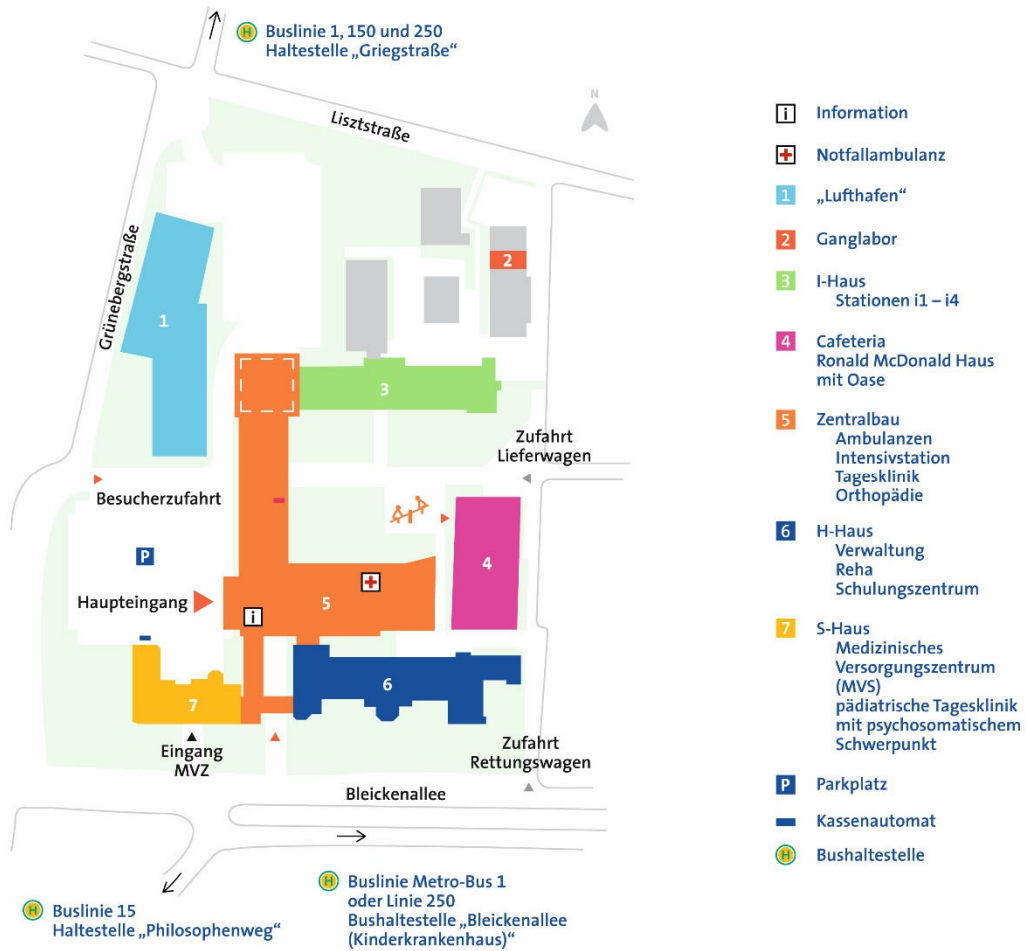 H Buslinie 1, 150 und 250
Haltestelle „Griegstraße“
N
Lisztstraße
Grünebergstraße
1
2
3
Zufahrt
Lieferwagen
Besucherzufahrt
P
4
Haupteingang
i
5
6
7
Eingang
MVZ
Zufahrt
Rettungswagen
Bleickenallee
H Buslinie 15
Haltestelle „Philosophenweg“
H Buslinie Metro-Bus 1
oder Linie 250
Bushaltestelle „Bleickenallee
(Kinderkrankenhaus)“
i Information
Notfallambulanz
1 „Lufthafen“
2 Ganglabor
3 I-Haus
Stationen i1 – i4
4 Cafeteria
Ronald McDonald Haus
mit Oase
5 Zentralbau
Ambulanzen
Intensivstation
Tagesklinik
Orthopädie
6 H-Haus
Verwaltung
Reha
Schulungszentrum
7 S-Haus
Medizinisches
Versorgungszentrum
(MVS)
pädiatrische Tagesklinik
mit psychosomatischem
Schwerpunkt
P Parkplatz
Kassenautomat
H Bushaltestelle